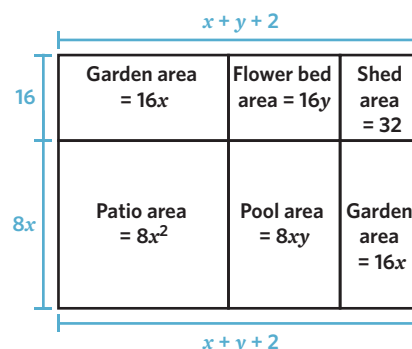 x + y + 2
16
Garden area
= 16x
Flower bed
area = 16y
Shed
area
= 32
8x
Patio area
= 8x²
Pool area
= 8xy
Garden
area
= 16x
x + y + 2